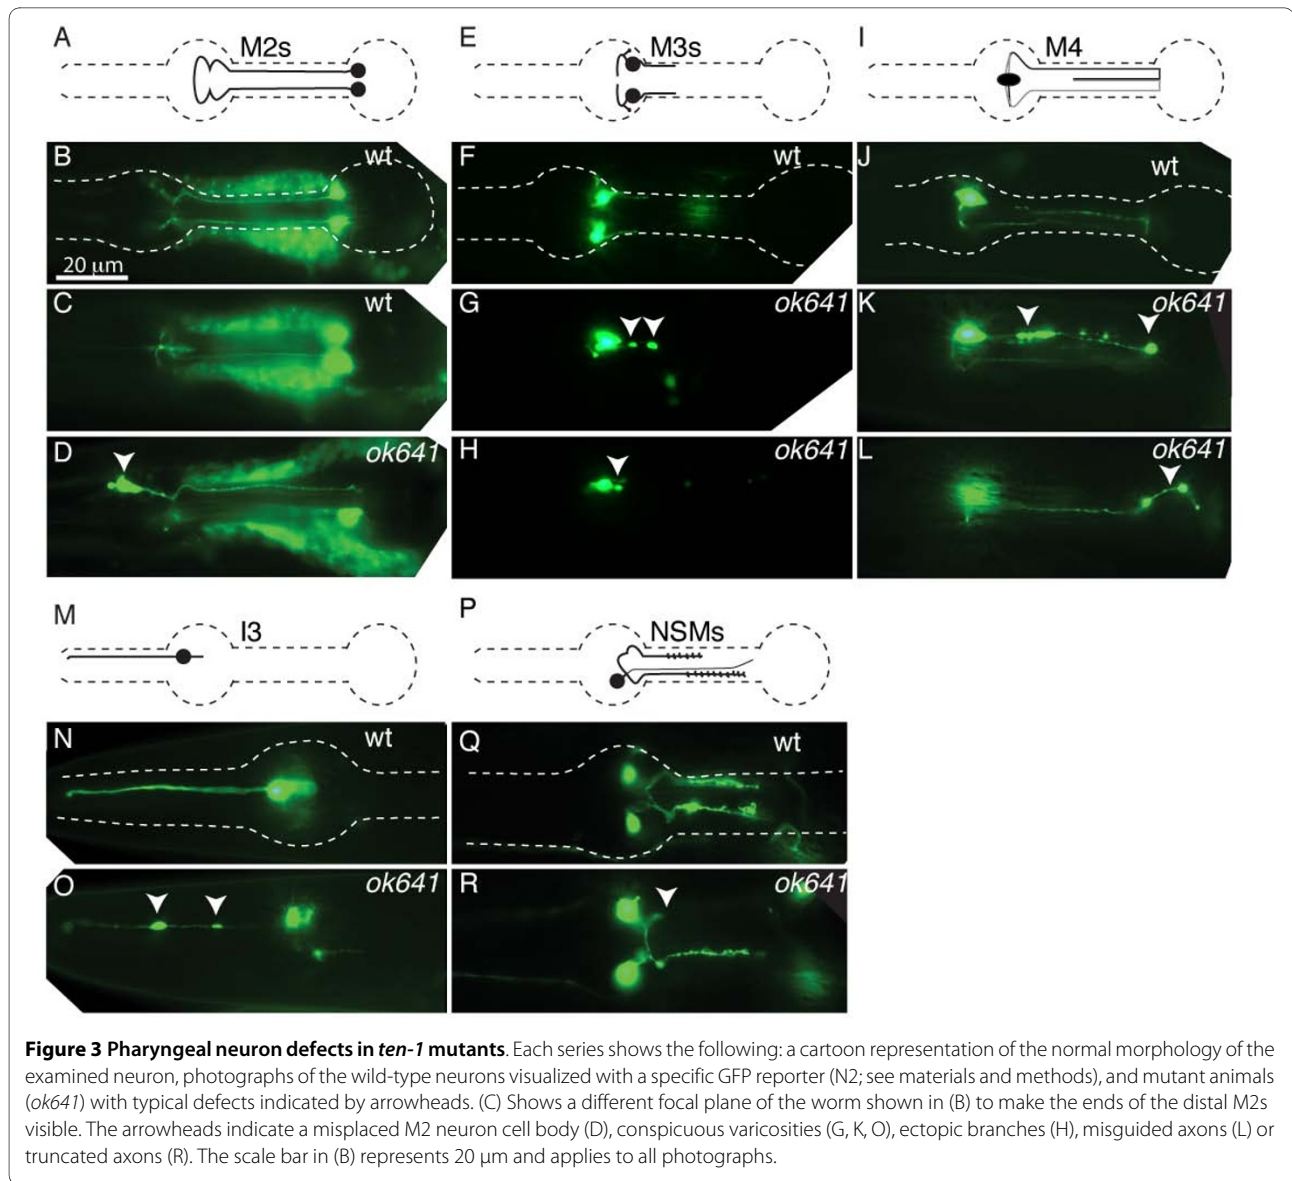 A M2s
E M3s
I M4
B wt
20 µm
F wt
J wt
C wt
G ok641
K ok641
D ok641
H ok641
L ok641
M I3
P NSMs
N wt
Q wt
O ok641
R ok641
Figure 3 Pharyngeal neuron defects in ten-1 mutants. Each series shows the following: a cartoon representation of the normal morphology of the
examined neuron, photographs of the wild-type neurons visualized with a specific GFP reporter (N2; see materials and methods), and mutant animals
(ok641) with typical defects indicated by arrowheads. (C) Shows a different focal plane of the worm shown in (B) to make the ends of the distal M2s
visible. The arrowheads indicate a misplaced M2 neuron cell body (D), conspicuous varicosities (G, K, O), ectopic branches (H), misguided axons (L) or
truncated axons (R). The scale bar in (B) represents 20 µm and applies to all photographs.